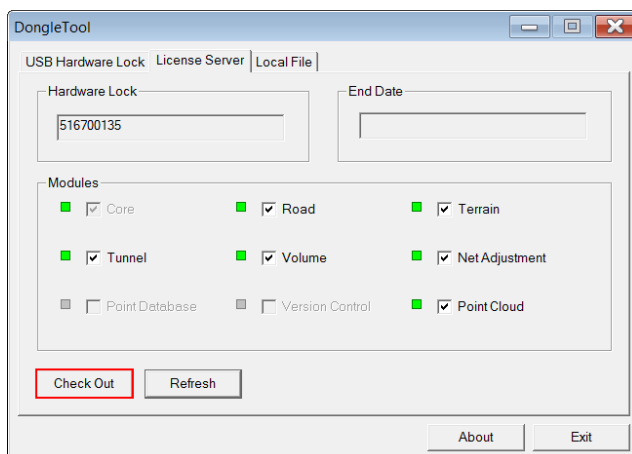 DongleTool
USB Hardware Lock License Server Local File
Hardware Lock End Date
516700135
Modules
Core Road Terrain
Tunnel Volume Net Adjustment
Point Database Version Control Point Cloud
Check Out Refresh
About Exit